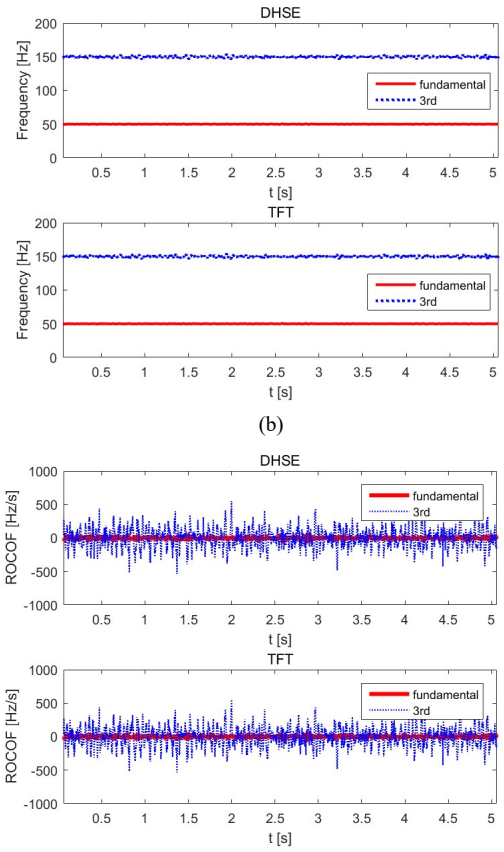 DHSE
200
150
100
50
0
Frequency [Hz]
fundamental
3rd
0.5 1 1.5 2 2.5 3 3.5 4 4.5 5
t [s]
TFT
200
150
100
50
0
Frequency [Hz]
fundamental
3rd
0.5 1 1.5 2 2.5 3 3.5 4 4.5 5
t [s]
(b)
DHSE
1000
500
0
-500
-1000
ROCOF [Hz/s]
fundamental
3rd
0.5 1 1.5 2 2.5 3 3.5 4 4.5 5
t [s]
TFT
1000
500
0
-500
-1000
ROCOF [Hz/s]
fundamental
3rd
0.5 1 1.5 2 2.5 3 3.5 4 4.5 5
t [s]